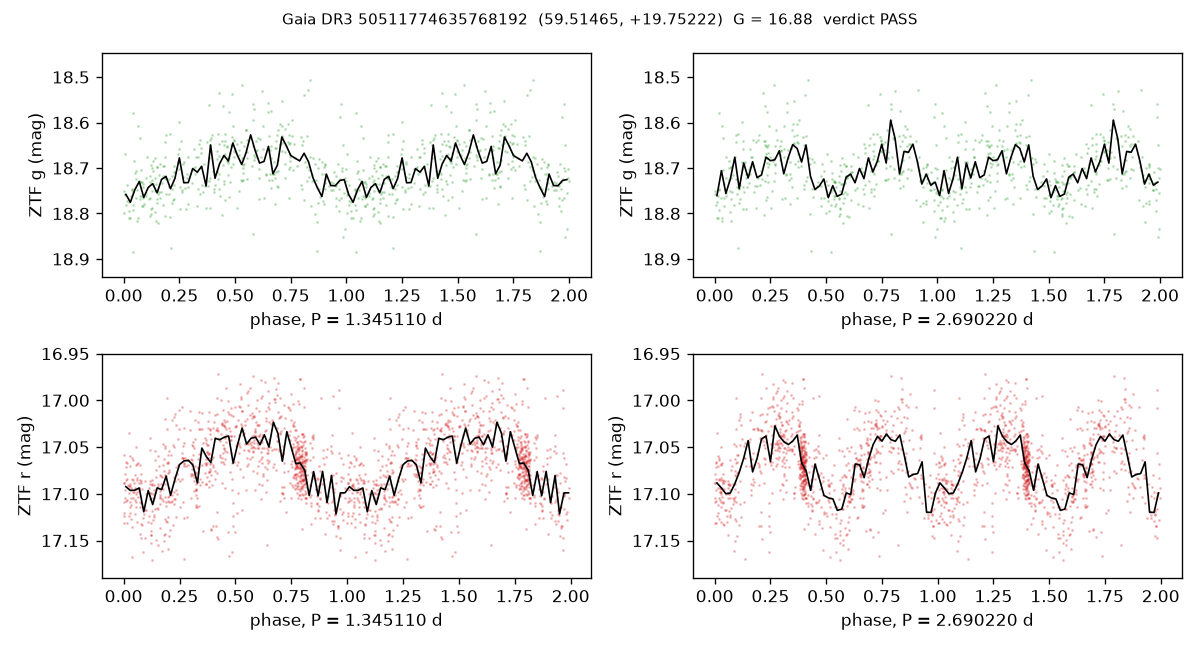 Gaia DR3 50511774635768192 (59.51465, +19.75222) G = 16.88 verdict PASS
ZTF g (mag)
18.5
18.6
18.7
18.8
18.9
0.00 0.25 0.50 0.75 1.00 1.25 1.50 1.75 2.00
phase, P = 1.345110 d
ZTF g (mag)
18.5
18.6
18.7
18.8
18.9
0.00 0.25 0.50 0.75 1.00 1.25 1.50 1.75 2.00
phase, P = 2.690220 d
ZTF r (mag)
16.95
17.00
17.05
17.10
17.15
0.00 0.25 0.50 0.75 1.00 1.25 1.50 1.75 2.00
phase, P = 1.345110 d
ZTF r (mag)
16.95
17.00
17.05
17.10
17.15
0.00 0.25 0.50 0.75 1.00 1.25 1.50 1.75 2.00
phase, P = 2.690220 d